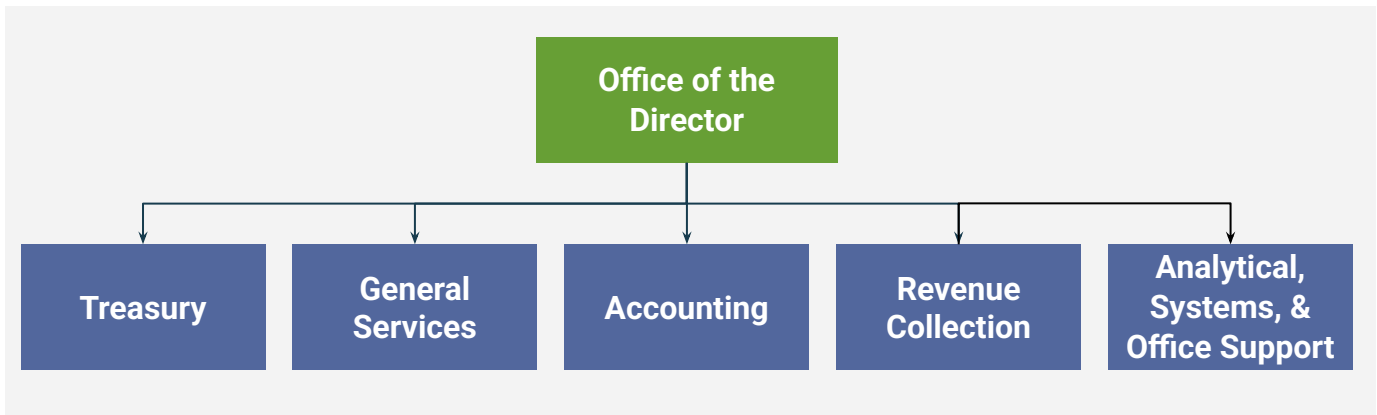 Office of the
Director
Treasury
General
Services
Accounting
Revenue
Collection
Analytical,
Systems, &
Office Support